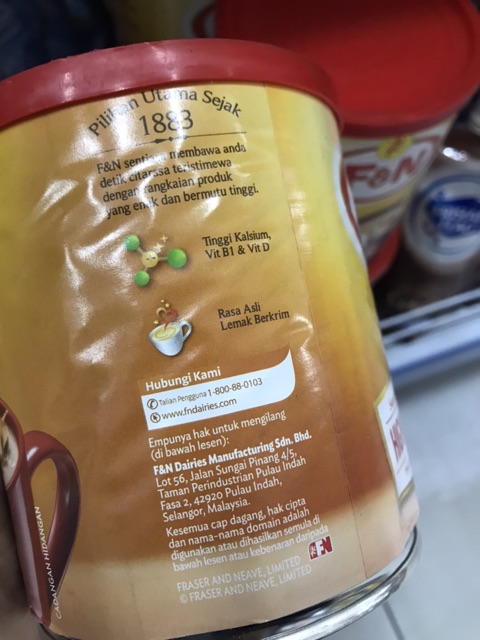 Pilihan Utama Sejak
1883
F&N sentiasa membawa anda
detik citarasa teristimewa
dengan rangkaian produk
yang enak dan bermutu tinggi.
Tinggi Kalsium,
Vit B1 & Vit D
Rasa Asli
Lemak Berkrim
Hubungi Kami
Talian Pengguna 1-800-88-0103
www.fndairies.com
Empunya hak untuk mengilang
(di bawah lesen):
F&N Dairies Manufacturing Sdn. Bhd.
Lot 56, Jalan Sungai Pinang 4/5,
Taman Perindustrian Pulau Indah
Fasa 2, 42920 Pulau Indah,
Selangor, Malaysia.
Kesemua cap dagang, hak cipta
dan nama-nama domain adalah
digunakan atau dihasilkan semula di
bawah lesen atau kebenaran daripada
FRASER AND NEAVE, LIMITED
© FRASER AND NEAVE, LIMITED
F&N
CADANGAN HIDANGAN
F&N